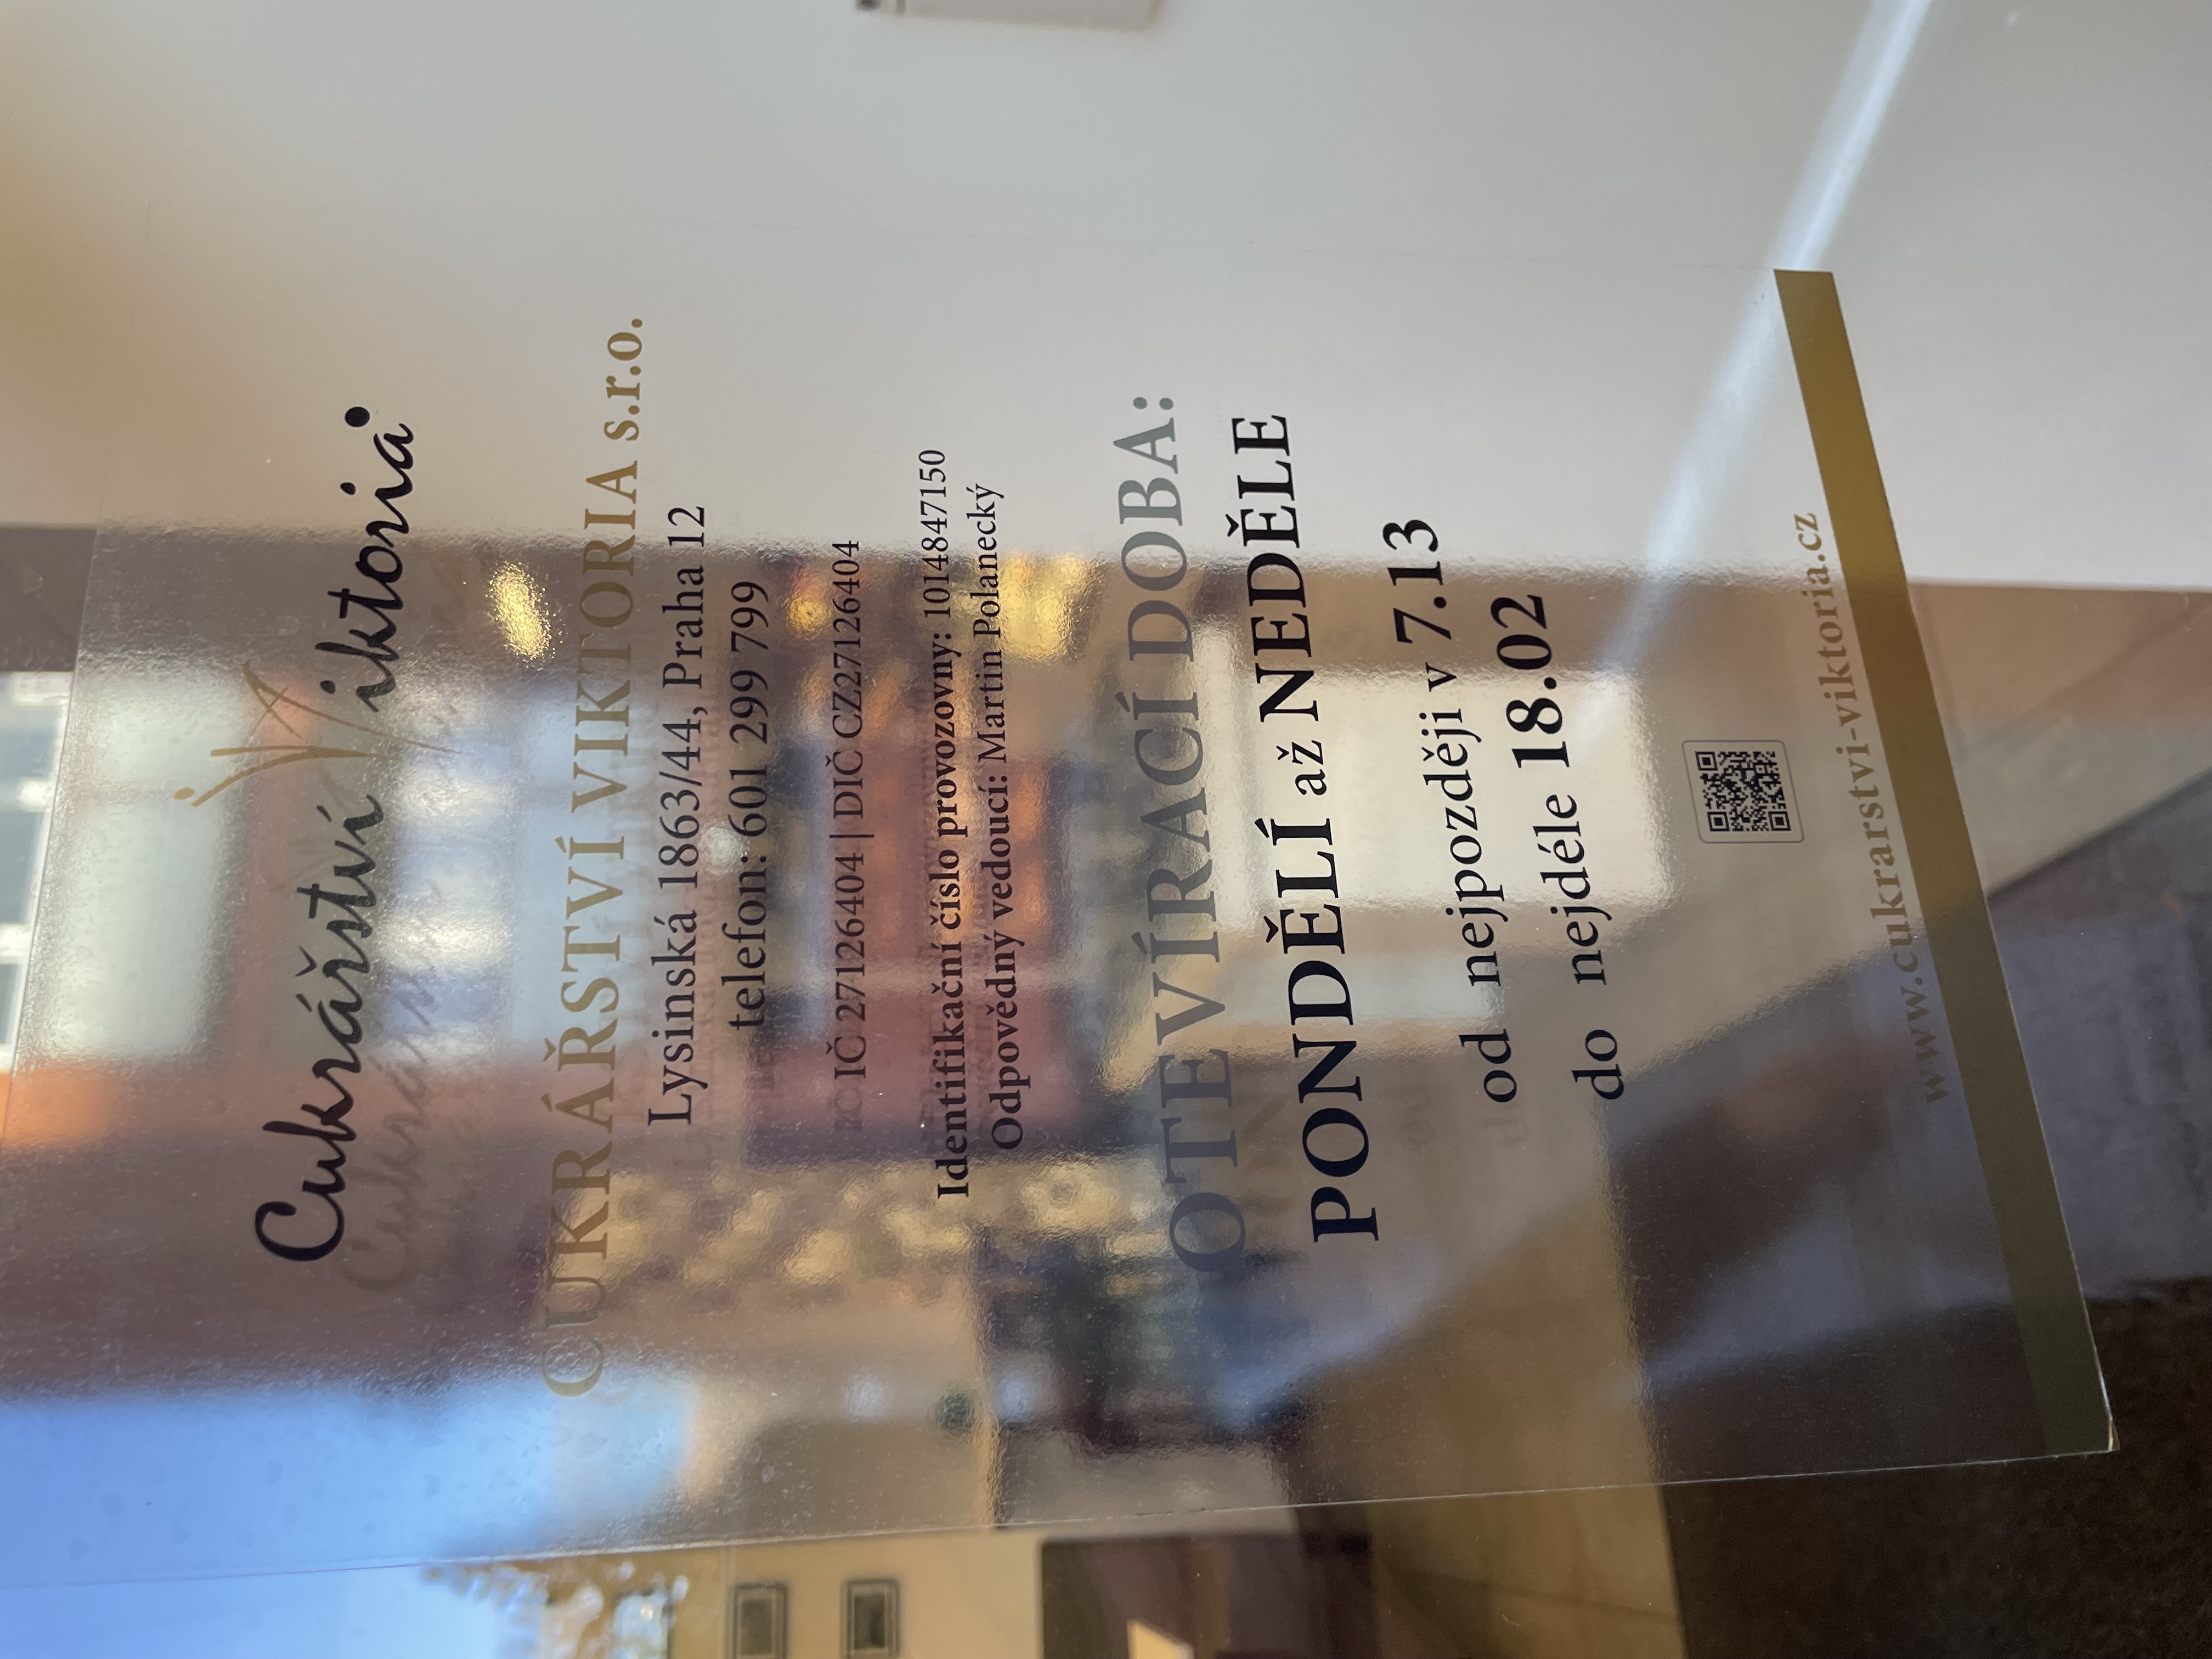 Cukrářství Viktoria
CUKRÁŘSTVÍ VIKTORIA s.r.o.
Lysinská 1863/44, Praha 12
telefon: 601 299 799
IČ 27126404 | DIČ CZ27126404
Identifikační číslo provozovny: 1014847150
Odpovědný vedoucí: Martin Polanecký
OTEVÍRACÍ DOBA:
PONDĚLÍ až NEDĚLE
od nejpozději v 7.13
do nejdéle 18.02
www.cukrarstvi-viktoria.cz